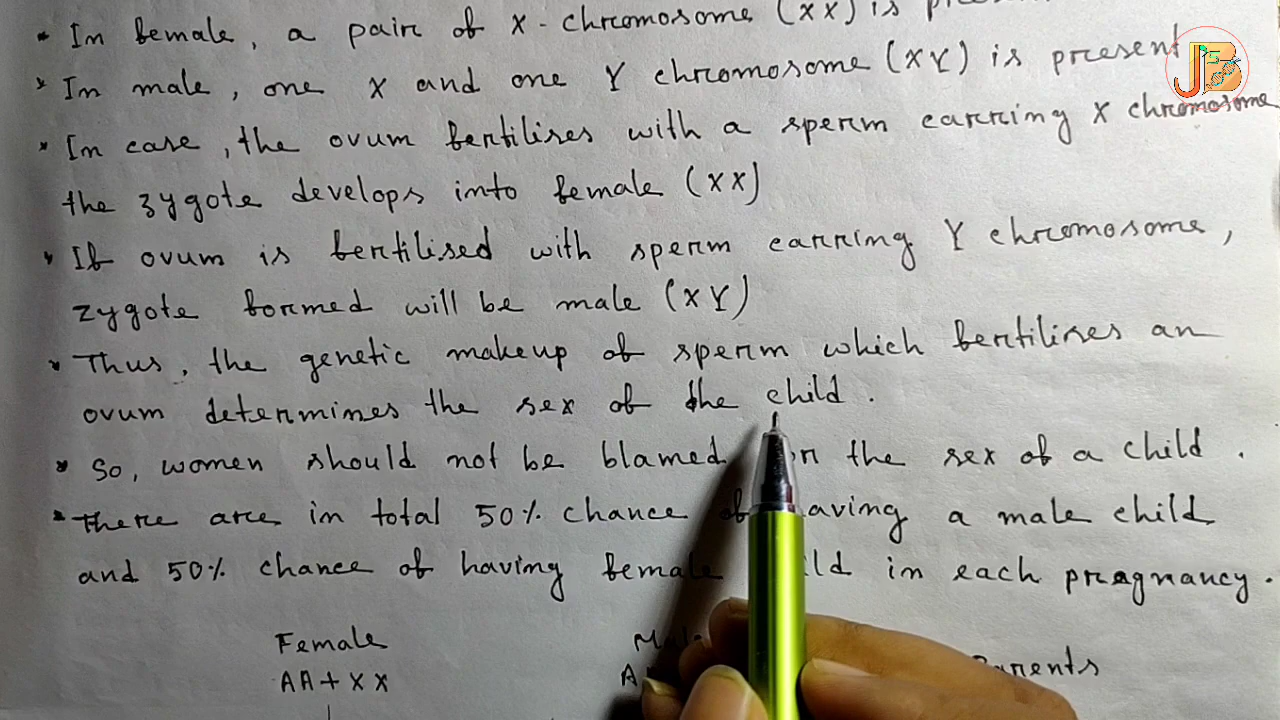 * In female, a pair of X-chromosome (XX) is
* In male, one X and one Y chromosome (XY) is present
* In case, the ovum fertilises with a sperm carring X chromosome
the zygote develops into female (XX)
* If ovum is fertilised with sperm carring Y chromosome,
zygote formed will be male (XY)
* Thus, the genetic makeup of sperm which fertilises an
ovum determines the sex of the child.
* So, women should not be blamed the sex of a child.
* There are in total 50% chance of having a male child
and 50% chance of having female in each pregnancy.
Female
AA + XX
JB